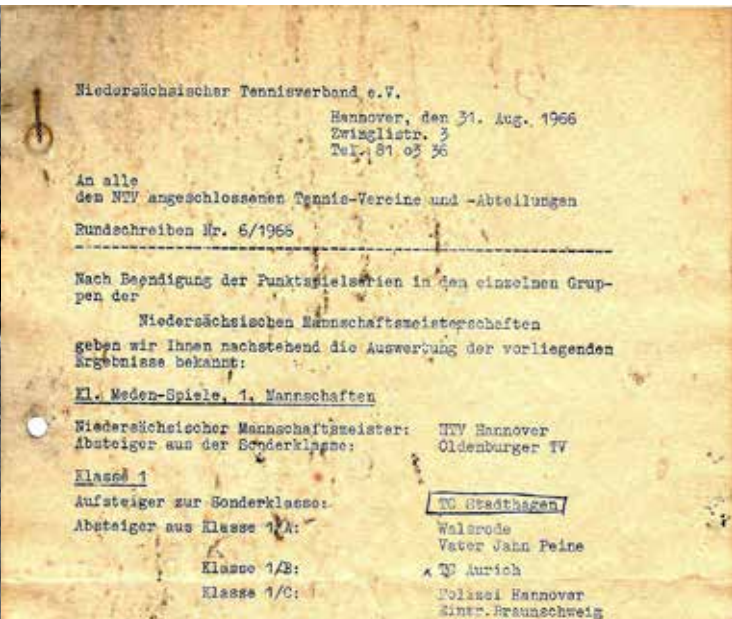 Niedersächsischer Tennisverband e.V.
Hannover, den 31. Aug. 1966
Zwinglistr. 3
Tel. 81 03 36
An alle
dem NTV angeschlossenen Tennis-Vereine und -Abteilungen
Rundschreiben Nr. 6/1966
Nach Beendigung der Punktspielserien in den einzelnen Grup-
pen der
Niedersächsischen Mannschaftsmeisterschaften
geben wir Ihnen nachstehend die Auswertung der vorliegenden
Ergebnisse bekannt:
Kl. Meden-Spiele, 1. Mannschaften
Niedersächsischer Mannschaftsmeister: HTV Hannover
Absteiger aus der Sonderklasse: Oldenburger TV
Klasse 1
Aufsteiger zur Sonderklasse: TC Stadthagen
Absteiger aus Klasse 1/A: Walsrode
Vater Jahn Peine
Klasse 1/B: TC Aurich
Klasse 1/C: Polizei Hannover
Eintr. Braunschweig